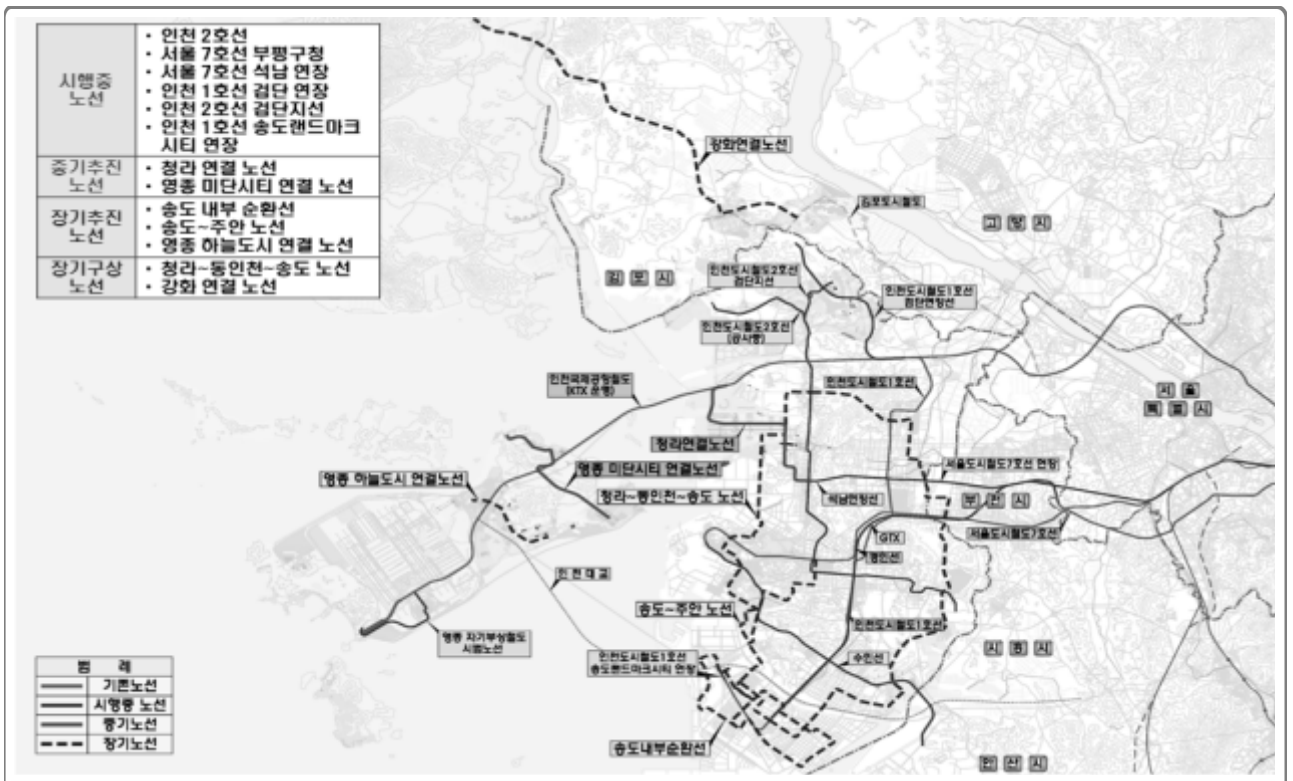 시행중
노선
· 인천 2호선
· 서울 7호선 부평구청
· 서울 7호선 석남 연장
· 인천 1호선 검단 연장
· 인천 2호선 검단지선
· 인천 1호선 송도랜드마크
시티 연장
중기추진
노선
· 청라 연결 노선
· 영종 미단시티 연결 노선
장기추진
노선
· 송도 내부 순환선
· 송도~주안 노선
· 영종 하늘도시 연결 노선
장기구상
노선
· 청라~동인천~송도 노선
· 강화 연결 노선
강화연결노선
김포도시철도
고양시
김포시
인천도시철도2호선
검단지선
인천도시철도1호선
검단연장선
인천도시철도2호선
(공사중)
인천국제공항철도
(KTX 운행)
인천도시철도1호선
서울
특별시
청라연결노선
영종 미단시티 연결노선
서울도시철도7호선 연장
영종 하늘도시 연결노선
청라~동인천~송도 노선
석남연장선
부천시
서울도시철도7호선
GTX
경인선
인천대교
송도~주안 노선
인천도시철도1호선
영종 자기부상철도
시범노선
인천도시철도1호선
송도랜드마크시티 연장
수인선
시흥시
송도내부순환선
안산시
범 례
기존노선
시행중 노선
중기노선
장기노선